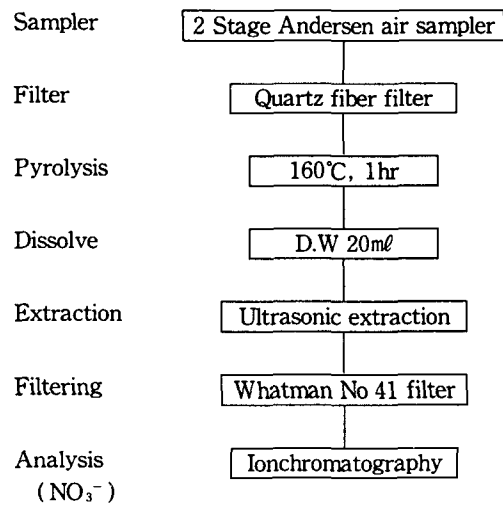 Sampler 2 Stage Andersen air sampler
Filter Quartz fiber filter
Pyrolysis 160℃, 1hr
Dissolve D.W 20mℓ
Extraction Ultrasonic extraction
Filtering Whatman No 41 filter
Analysis Ionchromatography
(NO₃⁻)